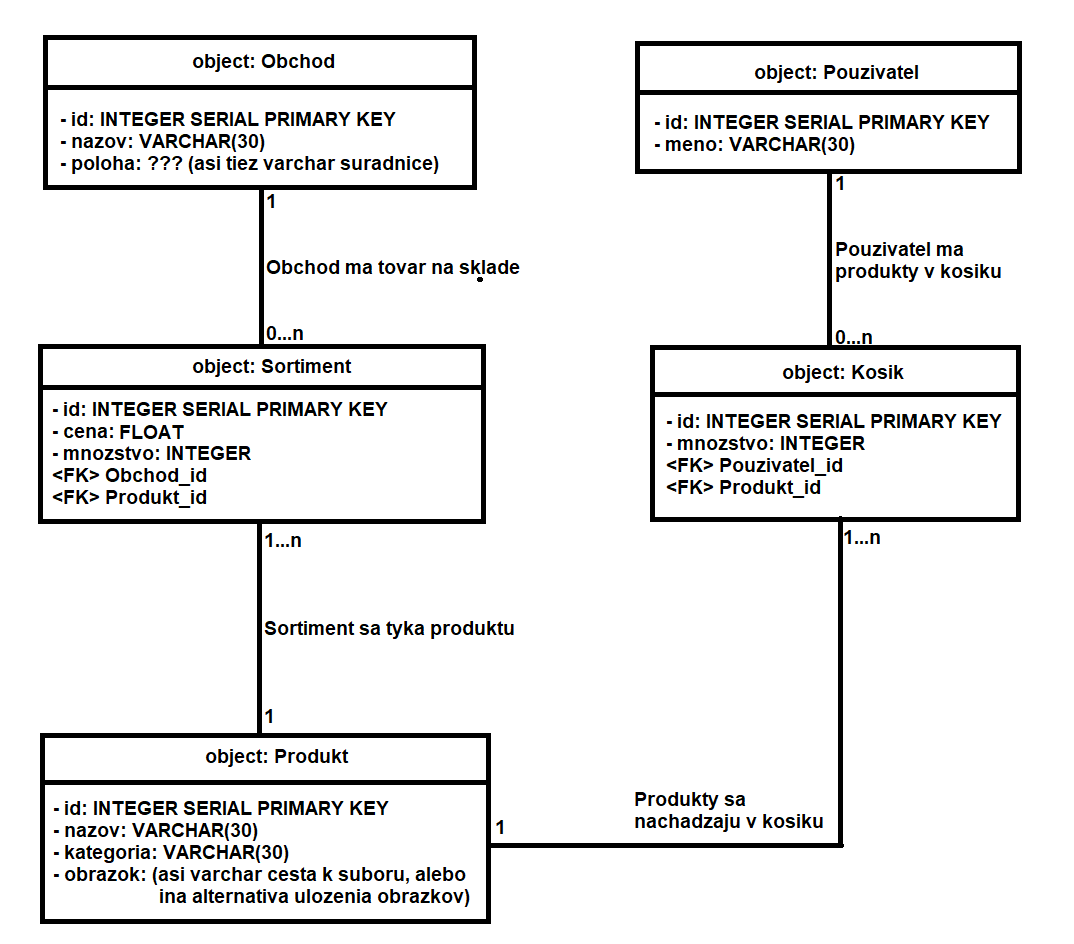 object: Obchod
- id: INTEGER SERIAL PRIMARY KEY
- nazov: VARCHAR(30)
- poloha: ??? (asi tiez varchar suradnice)
1
Obchod ma tovar na sklade
0...n
object: Sortiment
- id: INTEGER SERIAL PRIMARY KEY
- cena: FLOAT
- mnozstvo: INTEGER
<FK> Obchod_id
<FK> Produkt_id
1...n
Sortiment sa tyka produktu
1
object: Produkt
- id: INTEGER SERIAL PRIMARY KEY
- nazov: VARCHAR(30)
- kategoria: VARCHAR(30)
- obrazok: (asi varchar cesta k suboru, alebo
ina alternativa ulozenia obrazkov)
object: Pouzivatel
- id: INTEGER SERIAL PRIMARY KEY
- meno: VARCHAR(30)
1
Pouzivatel ma
produkty v kosiku
0...n
object: Kosik
- id: INTEGER SERIAL PRIMARY KEY
- mnozstvo: INTEGER
<FK> Pouzivatel_id
<FK> Produkt_id
1...n
Produkty sa
nachadzaju v kosiku
1